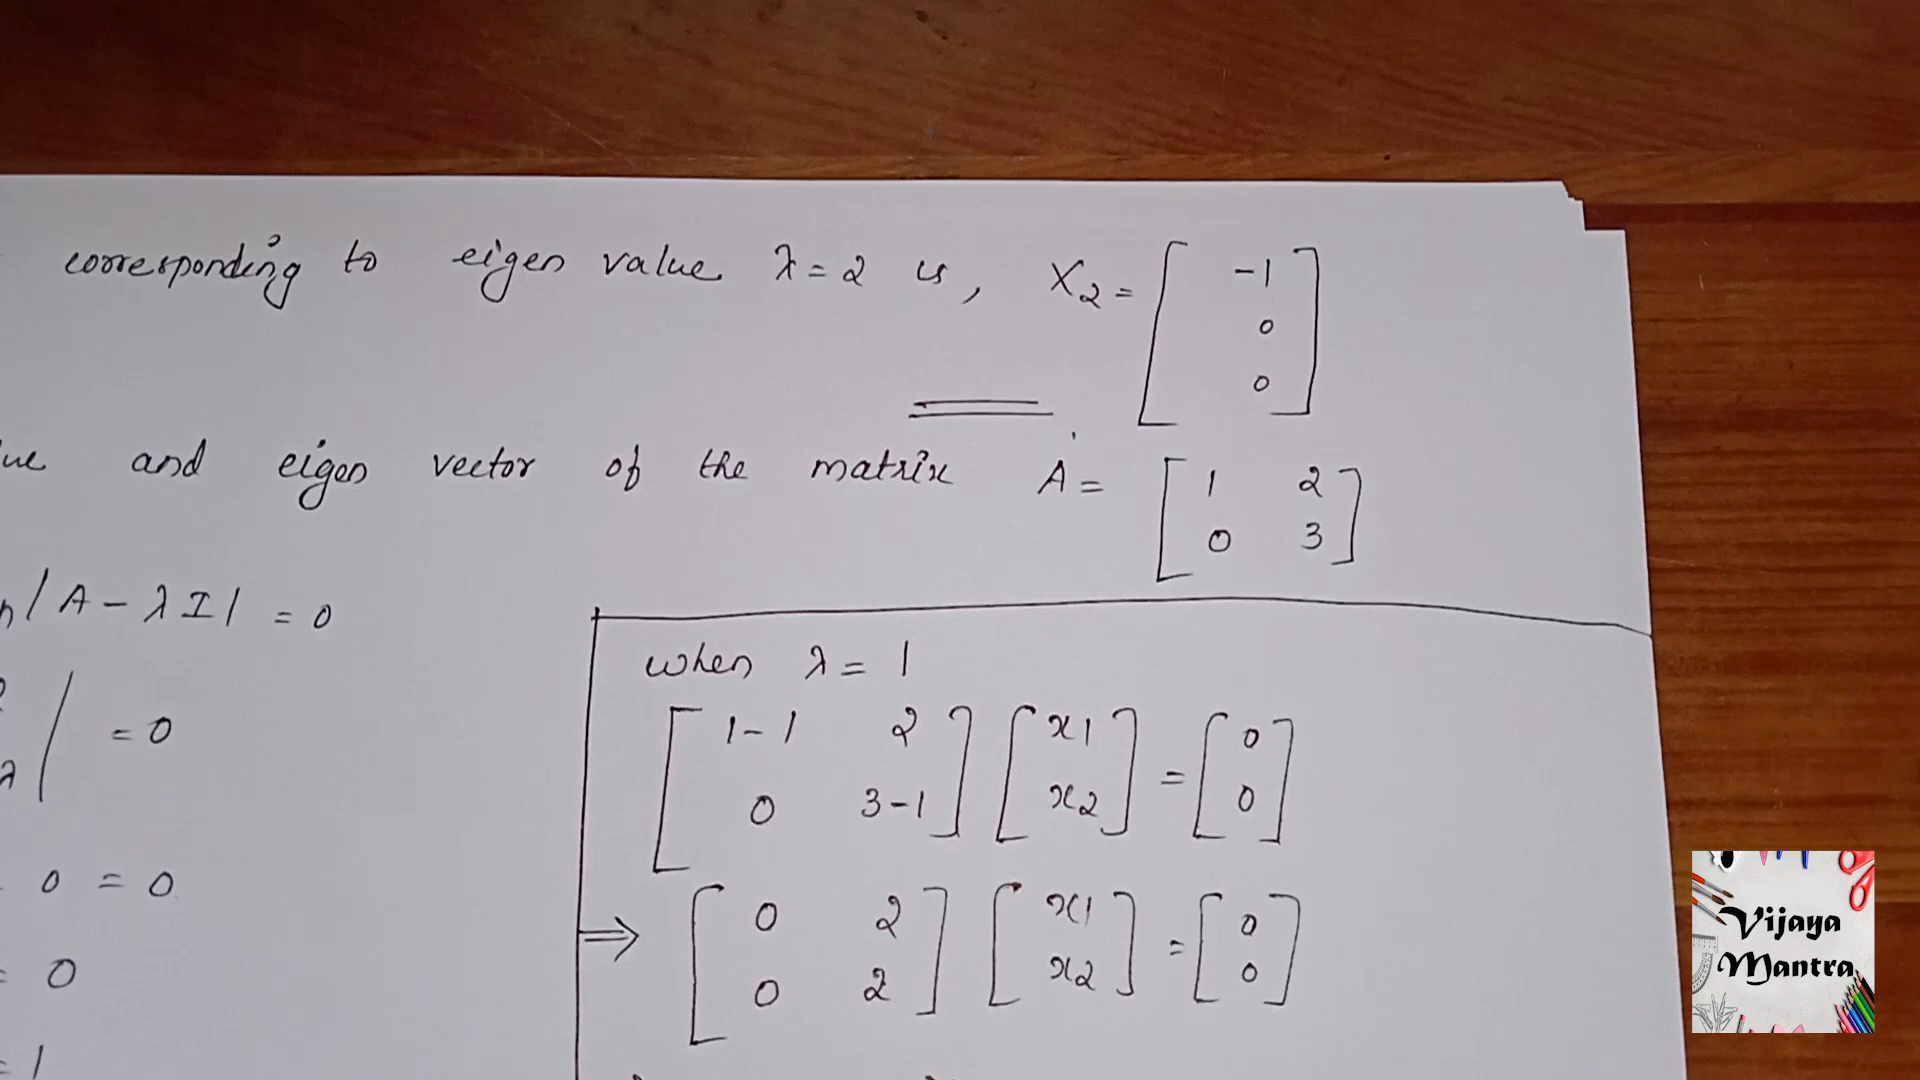 corresponding to eigen value λ = 2 is, X2 = [ -1
0
0 ]
and eigen vector of the matrix A = [ 1 2
0 3 ]
| A - λ I | = 0
when λ = 1
| = 0
[ 1-1 2
0 3-1 ] [ x1
x2 ] = [ 0
0 ]
0 = 0
⇒ [ 0 2
0 2 ] [ x1
x2 ] = [ 0
0 ]
= 0
= 1
Vijaya
Mantra